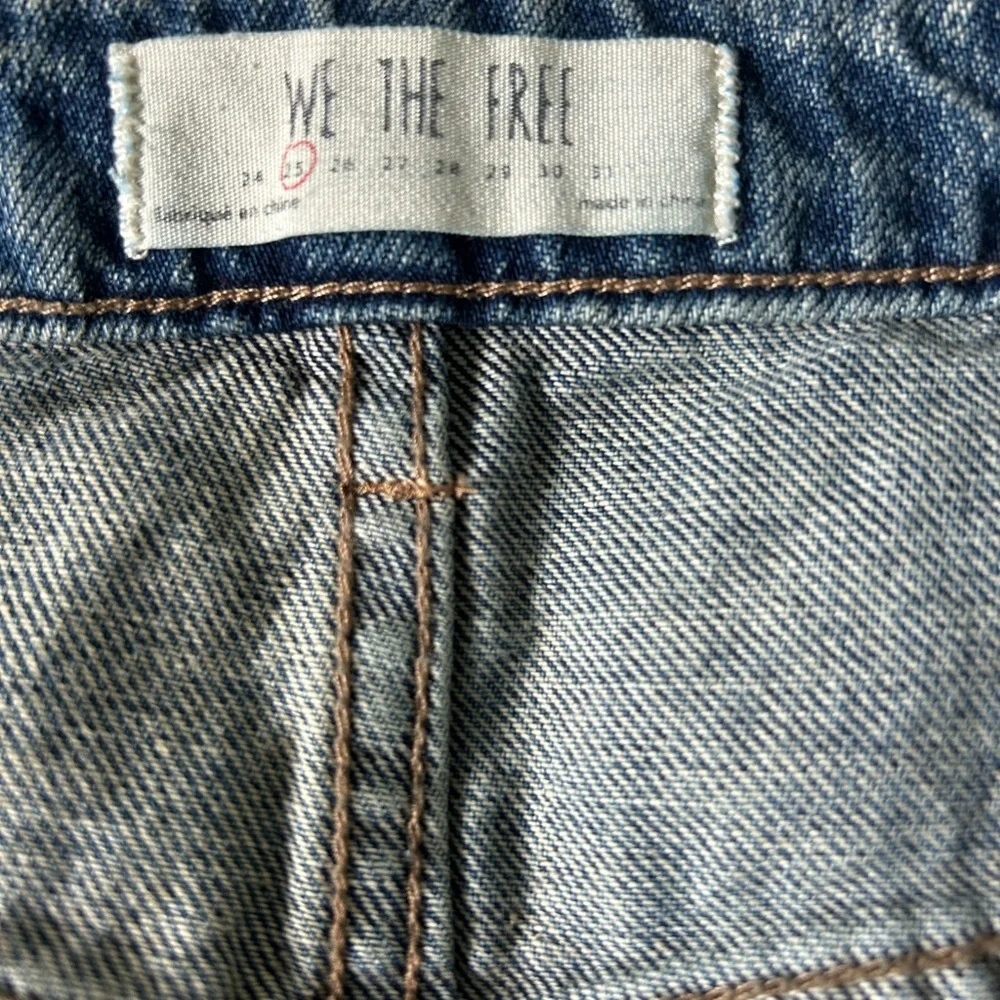 WE THE FREE
24 25 26 27 28 29 30 31
fabriqué en chine made in china